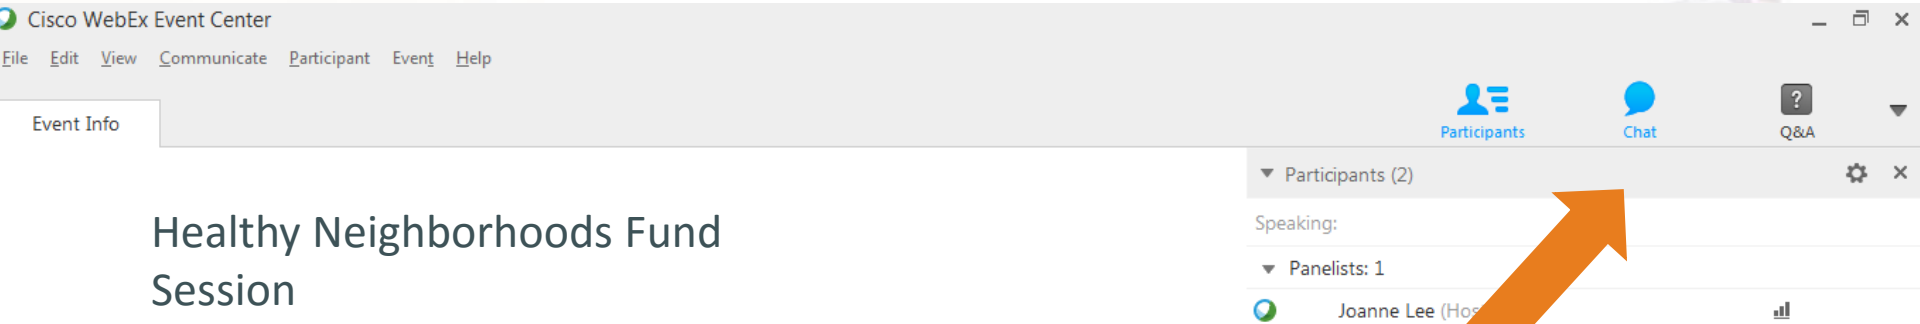 Cisco WebEx Event Center
File Edit View Communicate Participant Event Help
Event Info
Participants Chat Q&A
?
Participants (2)
Speaking:
Healthy Neighborhoods Fund
Session
Panelists: 1
Joanne Lee